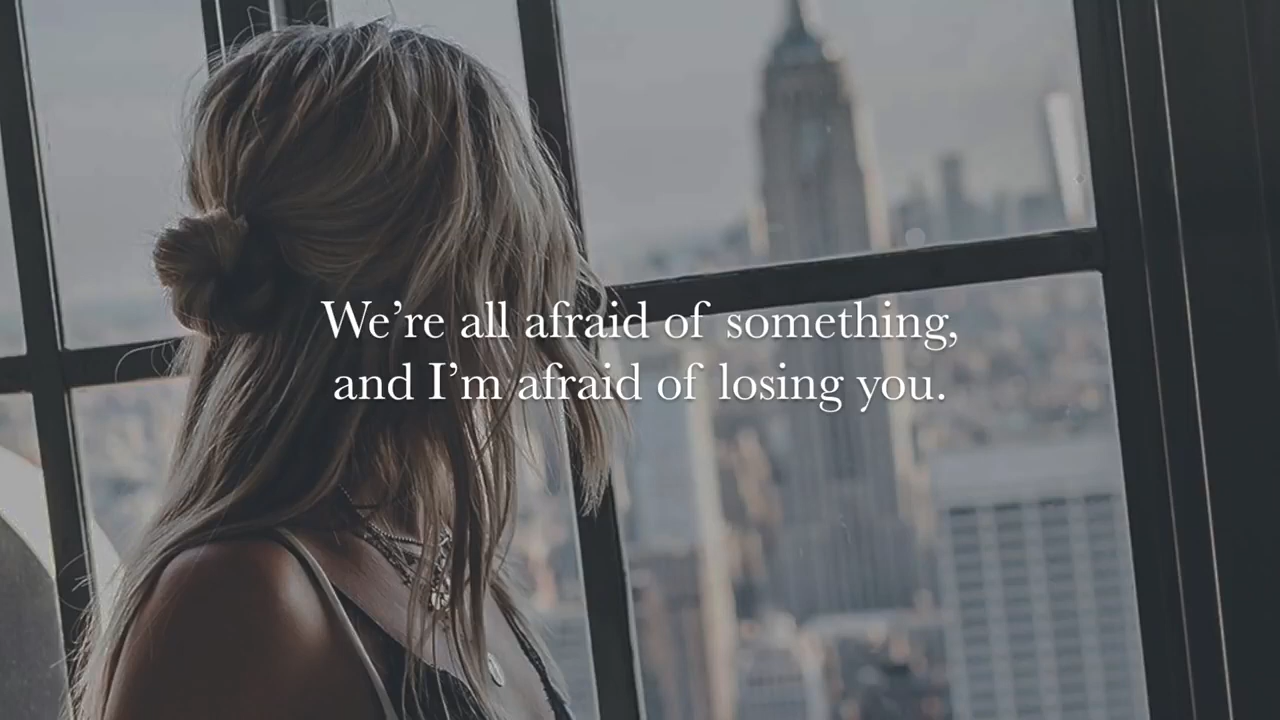 We’re all afraid of something,
and I’m afraid of losing you.